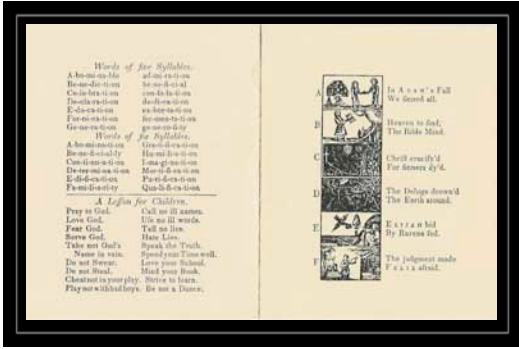 Words of five Syllables.
A-bo-mi-na-ble ad-mi-ra-ti-on
Be-ne-dic-ti-on be-ne-fi-ci-al
Ce-le-bra-ti-on con-so-la-ti-on
De-cla-ra-ti-on de-di-ca-ti-on
E-du-ca-ti-on ex-hor-ta-ti-on
For-ni-ca-ti-on fer-men-ta-ti-on
Ge-ne-ra-ti-on ge-ne-ro-si-ty
Words of six Syllables.
A-bo-mi-na-ti-on Gra-ti-fi-ca-ti-on
Be-ne-fi-ci-al-ly Hu-mi-li-a-ti-on
Con-ti-nu-a-ti-on I-ma-gi-na-ti-on
De-ter-mi-na-ti-on Mor-ti-fi-ca-ti-on
E-di-fi-ca-ti-on Pu-ri-fi-ca-ti-on
Fa-mi-li-a-ri-ty Qua-li-fi-ca-ti-on
A Leſſon for Children.
Pray to God. Call no ill names.
Love God. Uſe no ill words.
Fear God. Tell no lies.
Serve God. Hate Lies.
Take not God's Speak the Truth.
Name in vain. Spend your Time well.
Do not Swear. Love your School.
Do not Steal. Mind your Book.
Cheat not in your play. Strive to learn.
Play not with bad boys. Be not a Dunce.
A In ADAM'S Fall
We ſinned all.
B Heaven to find,
The Bible Mind.
C Chriſt crucify'd
For ſinners dy'd.
D The Deluge drown'd
The Earth around.
E ELIJAH hid
By Ravens fed.
F The judgment made
FELIX afraid.